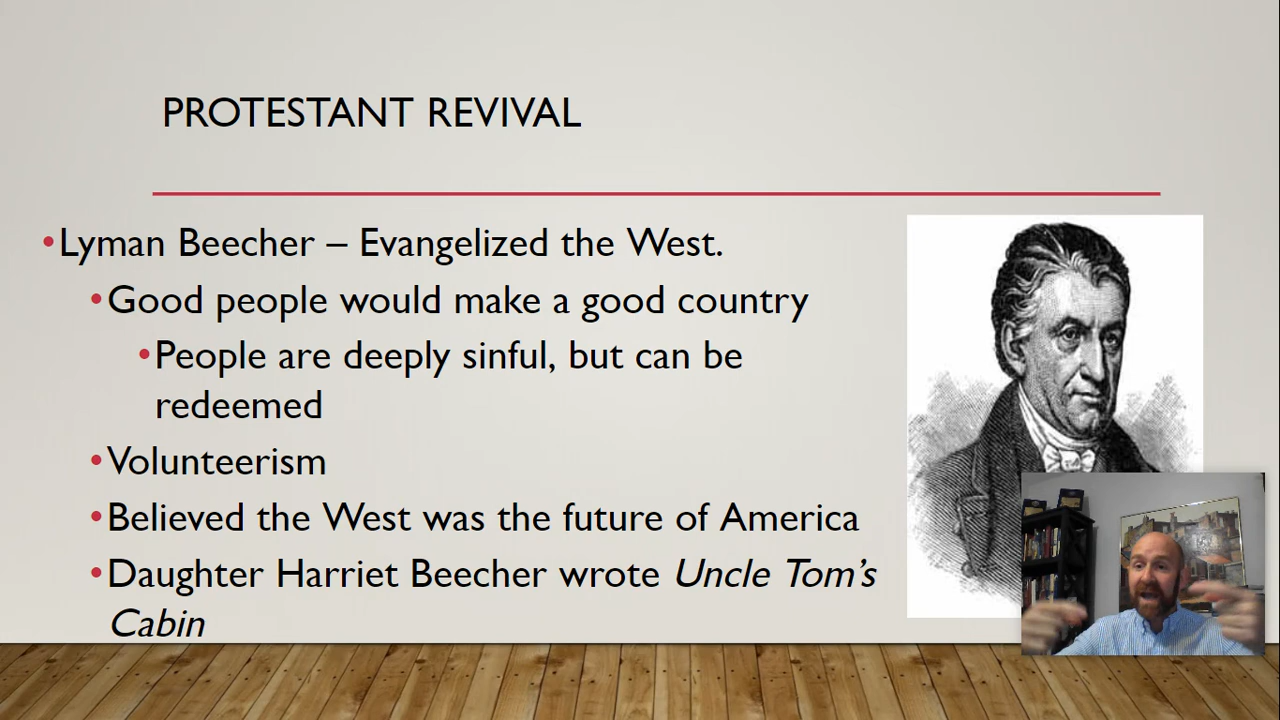 PROTESTANT REVIVAL
•Lyman Beecher – Evangelized the West.
•Good people would make a good country
•People are deeply sinful, but can be
redeemed
•Volunteerism
•Believed the West was the future of America
•Daughter Harriet Beecher wrote Uncle Tom's
Cabin